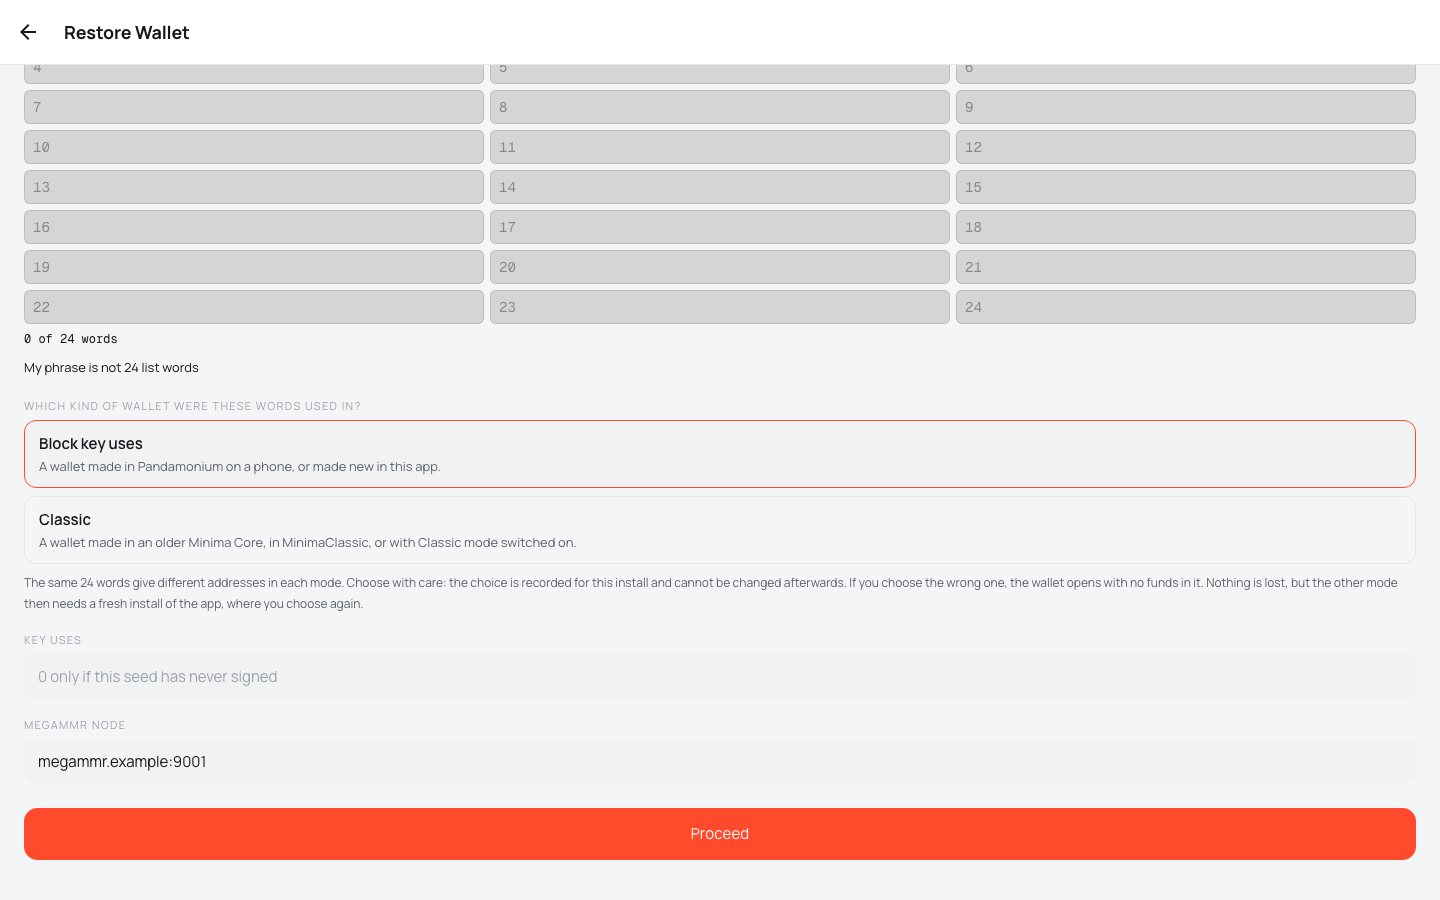 Restore Wallet
4 5 6
7 8 9
10 11 12
13 14 15
16 17 18
19 20 21
22 23 24
0 of 24 words
My phrase is not 24 list words
WHICH KIND OF WALLET WERE THESE WORDS USED IN?
Block key uses
A wallet made in Pandamonium on a phone, or made new in this app.
Classic
A wallet made in an older Minima Core, in MinimaClassic, or with Classic mode switched on.
The same 24 words give different addresses in each mode. Choose with care: the choice is recorded for this install and cannot be changed afterwards. If you choose the wrong one, the wallet opens with no funds in it. Nothing is lost, but the other mode
then needs a fresh install of the app, where you choose again.
KEY USES
0 only if this seed has never signed
MEGAMMR NODE
megammr.example:9001
Proceed